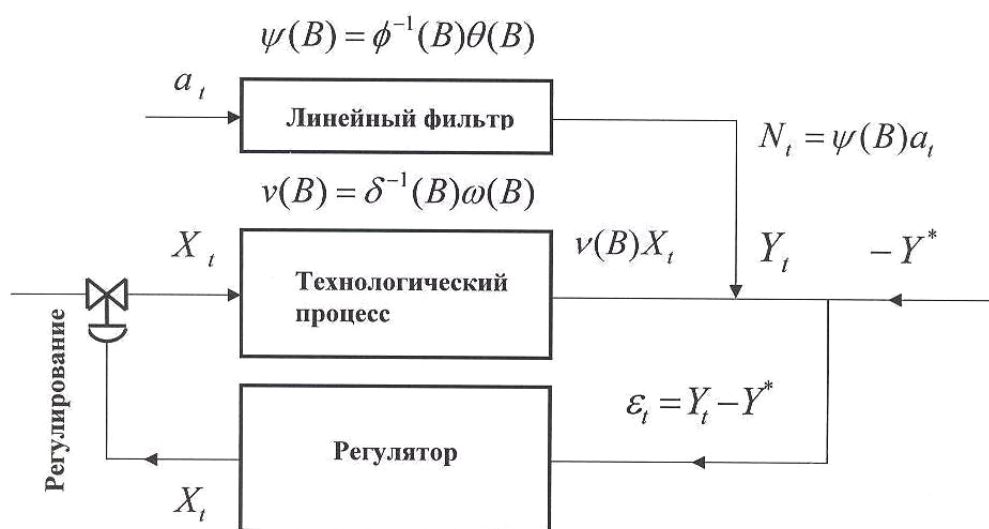 ψ(B) = ϕ⁻¹(B)θ(B)
a_t
Линейный фильтр
N_t = ψ(B)a_t
ν(B) = δ⁻¹(B)ω(B)
X_t
ν(B)X_t
Y_t
− Y*
Технологический
процесс
Регулирование
ε_t = Y_t − Y*
Регулятор
X_t